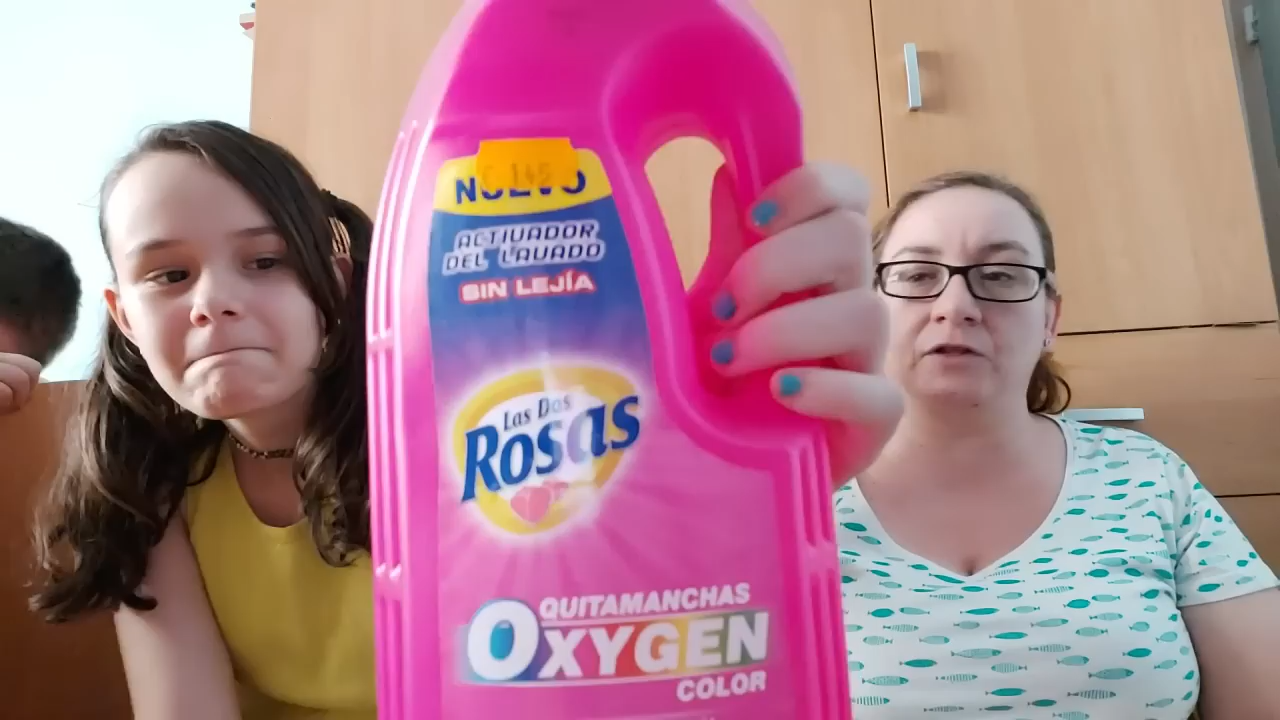 NUEVO
ACTIVADOR
DEL LAVADO
SIN LEJÍA
Las Dos
Rosas
QUITAMANCHAS
OXYGEN
COLOR